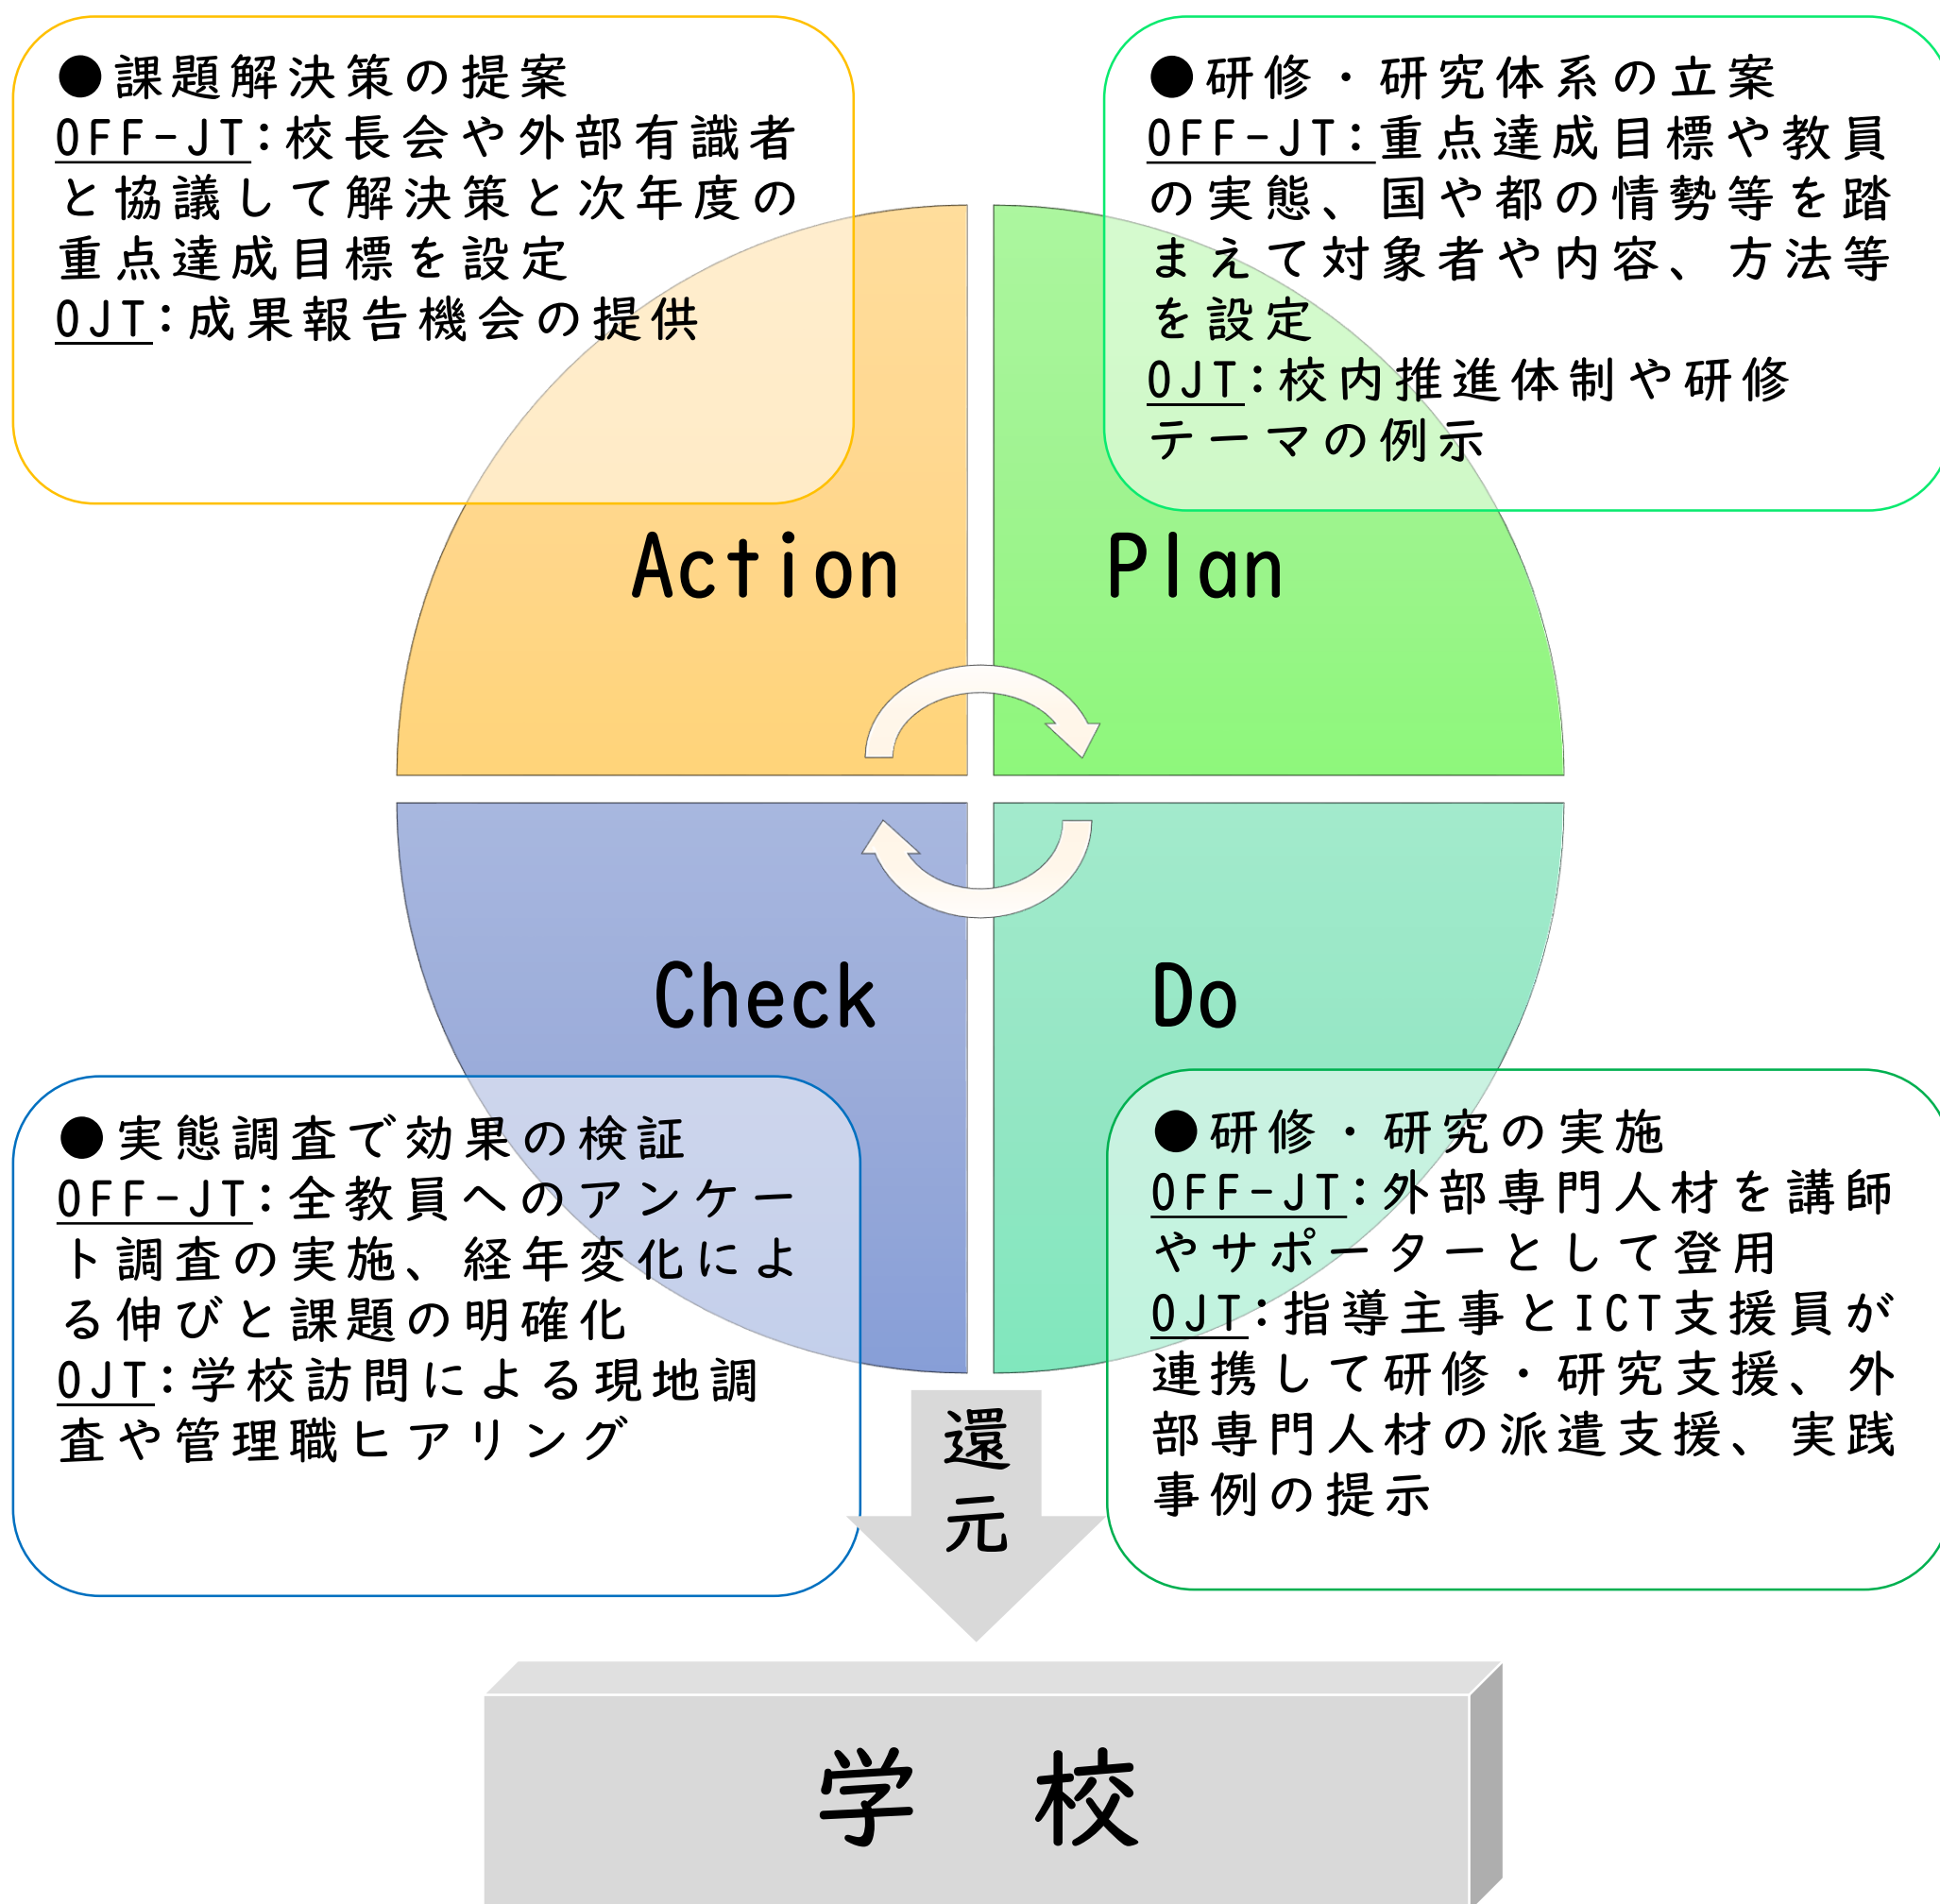 ●課題解決策の提案
OFF-JT:校長会や外部有識者
と協議して解決策と次年度の
重点達成目標を設定
OJT:成果報告機会の提供
●研修・研究体系の立案
OFF-JT:重点達成目標や教員
の実態、国や都の情勢等を踏
まえて対象者や内容、方法等
を設定
OJT:校内推進体制や研修
テーマの例示
Action
Plan
Check
Do
●実態調査で効果の検証
OFF-JT:全教員へのアンケー
ト調査の実施、経年変化によ
る伸びと課題の明確化
OJT:学校訪問による現地調
査や管理職ヒアリング
●研修・研究の実施
OFF-JT:外部専門人材を講師
やサポーターとして登用
OJT:指導主事とICT支援員が
連携して研修・研究支援、外
部専門人材の派遣支援、実践
事例の提示
還
元
学　校